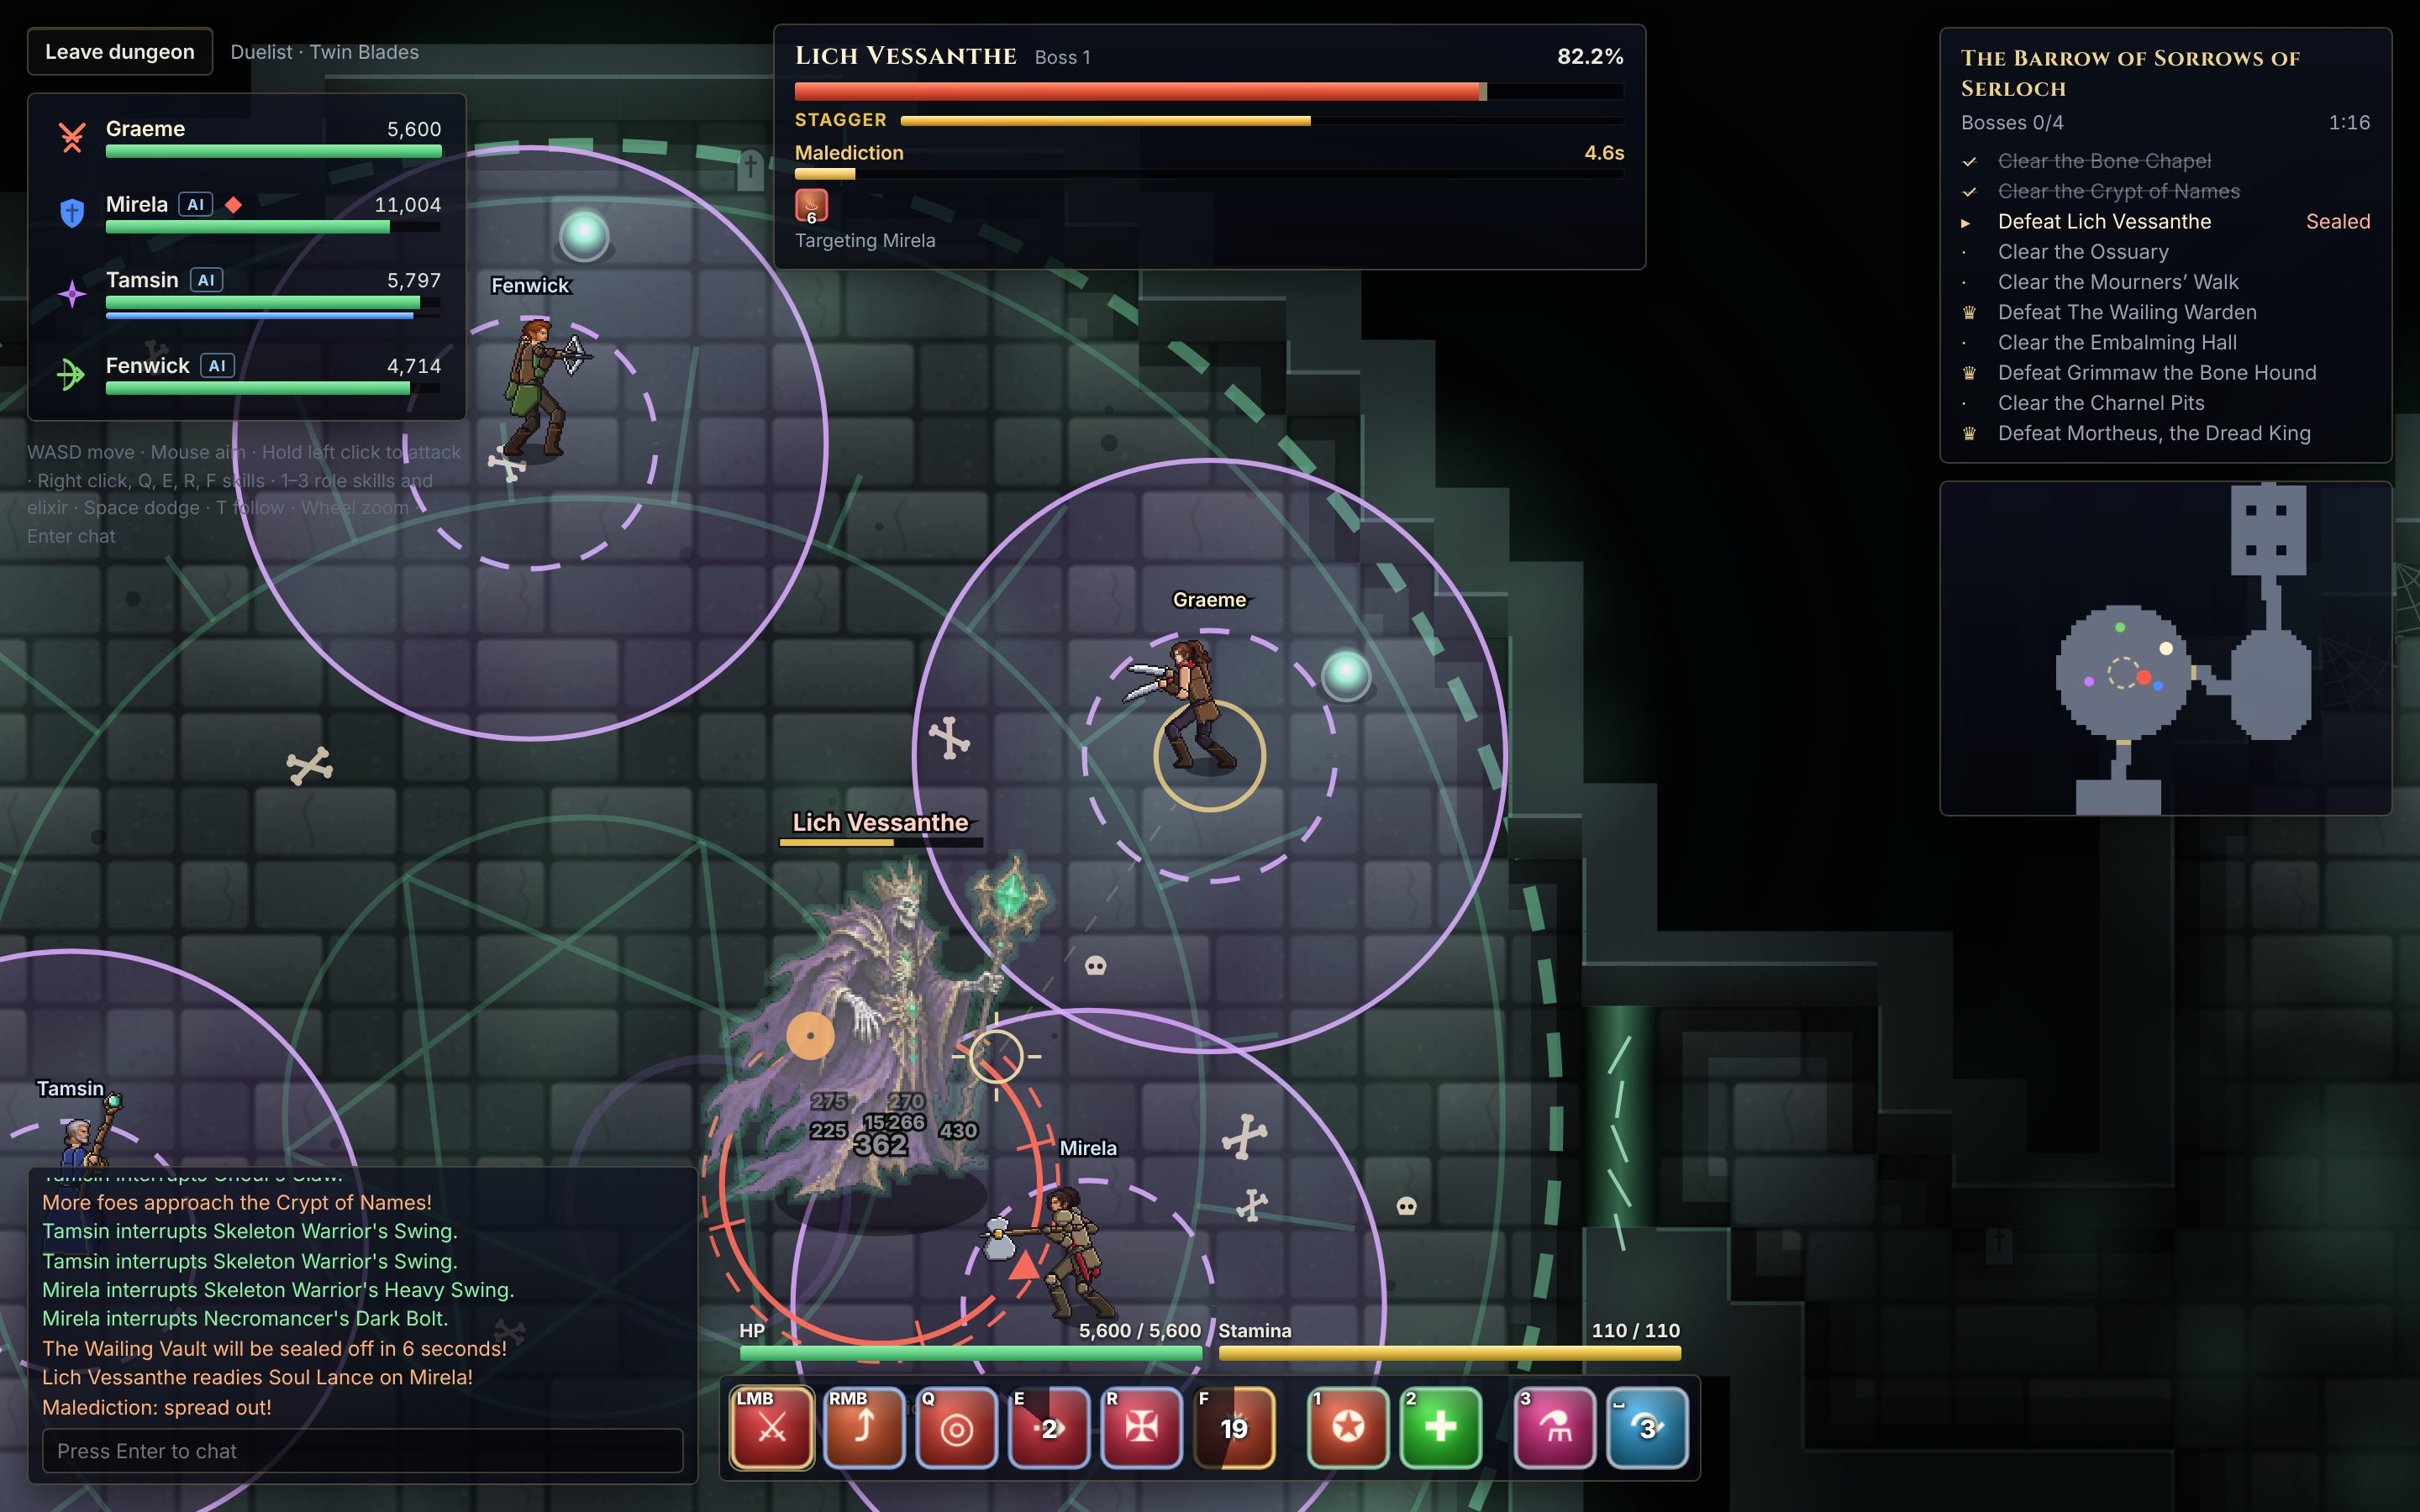 Leave dungeon
Duelist · Twin Blades
Graeme 5,600
Mirela AI 11,004
Tamsin AI 5,797
Fenwick AI 4,714
WASD move · Mouse aim · Hold left click to attack
· Right click, Q, E, R, F skills · 1–3 role skills and
elixir · Space dodge · T follow · Wheel zoom ·
Enter chat
LICH VESSANTHE Boss 1 82.2%
STAGGER
Malediction 4.6s
6
Targeting Mirela
THE BARROW OF SORROWS OF
SERLOCH
Bosses 0/4 1:16
Clear the Bone Chapel
Clear the Crypt of Names
Defeat Lich Vessanthe Sealed
Clear the Ossuary
Clear the Mourners’ Walk
Defeat The Wailing Warden
Clear the Embalming Hall
Defeat Grimmaw the Bone Hound
Clear the Charnel Pits
Defeat Mortheus, the Dread King
Fenwick
Graeme
Lich Vessanthe
Tamsin
275 270
225 15 266 430
362
Mirela
Tamsin interrupts Ghoul's Claw.
More foes approach the Crypt of Names!
Tamsin interrupts Skeleton Warrior's Swing.
Tamsin interrupts Skeleton Warrior's Swing.
Mirela interrupts Skeleton Warrior's Heavy Swing.
Mirela interrupts Necromancer's Dark Bolt.
The Wailing Vault will be sealed off in 6 seconds!
Lich Vessanthe readies Soul Lance on Mirela!
Malediction: spread out!
Press Enter to chat
HP 5,600 / 5,600 Stamina 110 / 110
LMB RMB Q E R F 1 2 3
2 19 3